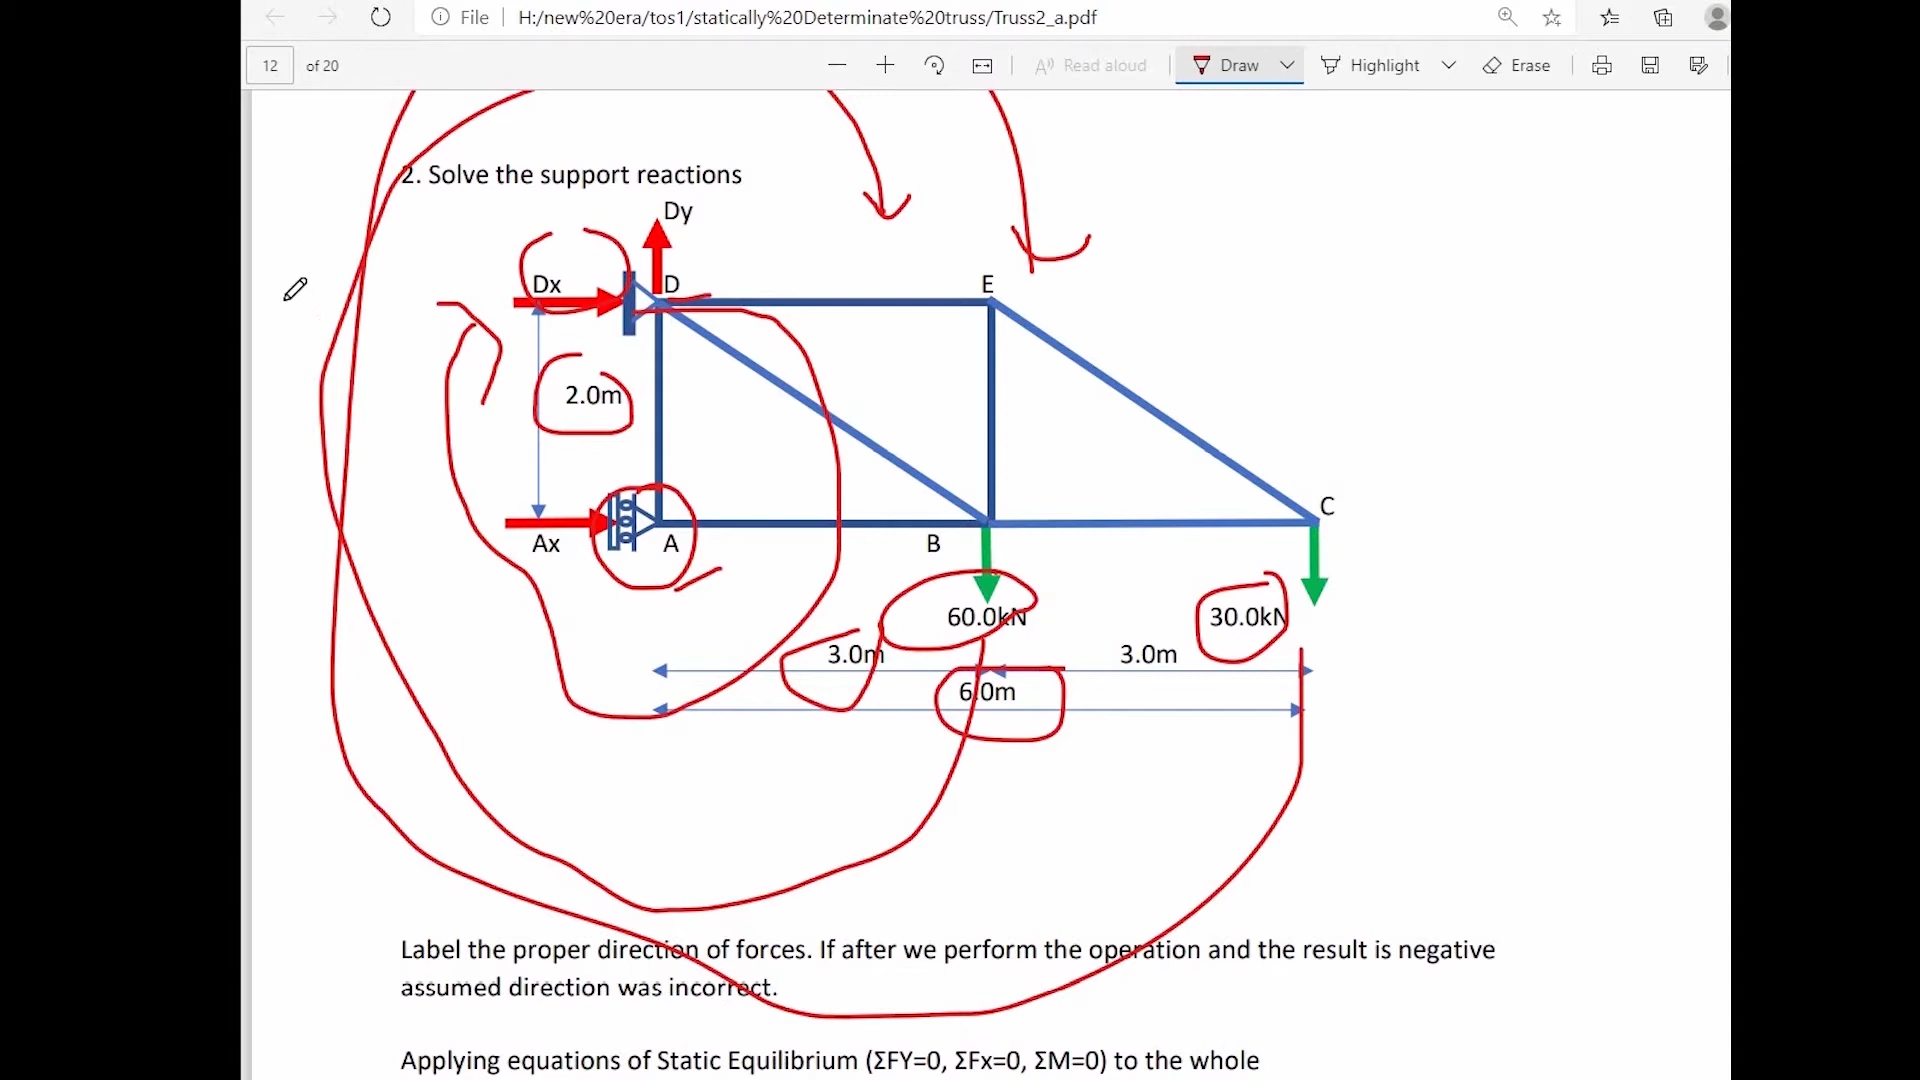 File H:/new%20era/tos1/statically%20Determinate%20truss/Truss2_a.pdf
12 of 20 Read aloud Draw Highlight Erase
2. Solve the support reactions
Dy
Dx D E
2.0m
C
Ax A B
60.0kN 30.0kN
3.0m 3.0m
6.0m
Label the proper direction of forces. If after we perform the operation and the result is negative
assumed direction was incorrect.
Applying equations of Static Equilibrium (ΣFY=0, ΣFx=0, ΣM=0) to the whole